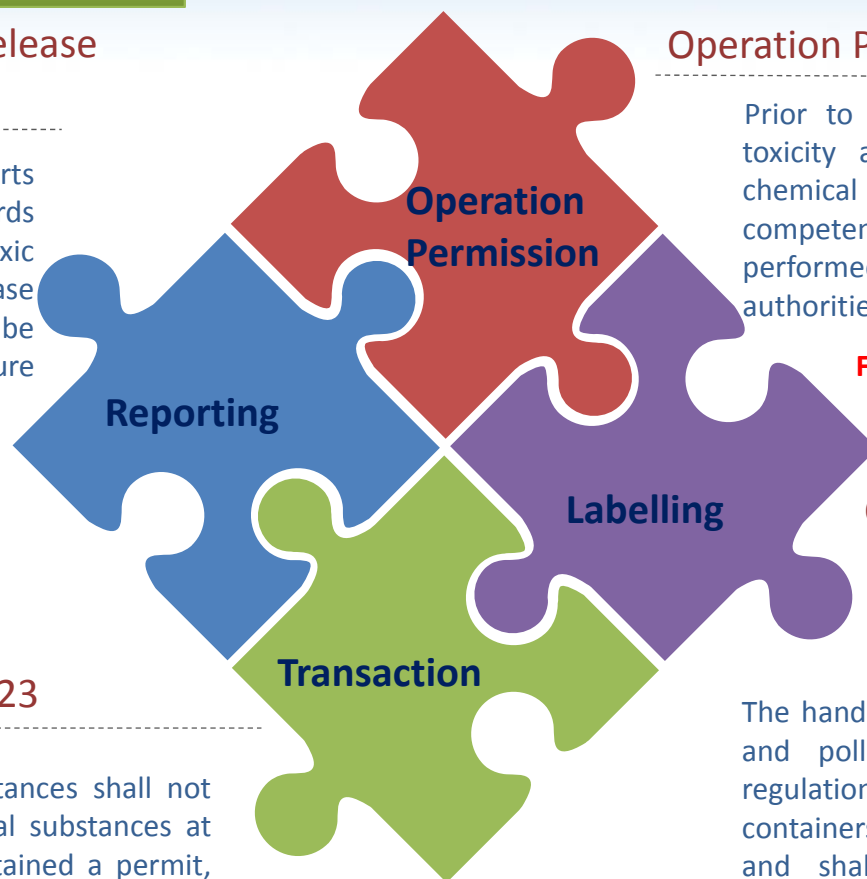 elease
Operation P
Prior to
toxicity a
chemical
competen
performe
authoritie
F
rts
rds
xic
ase
be
ure
Operation
Permission
Reporting
Labelling
Transaction
23
tances shall not
al substances at
tained a permit,
The hand
and poll
regulation
containers
and shal